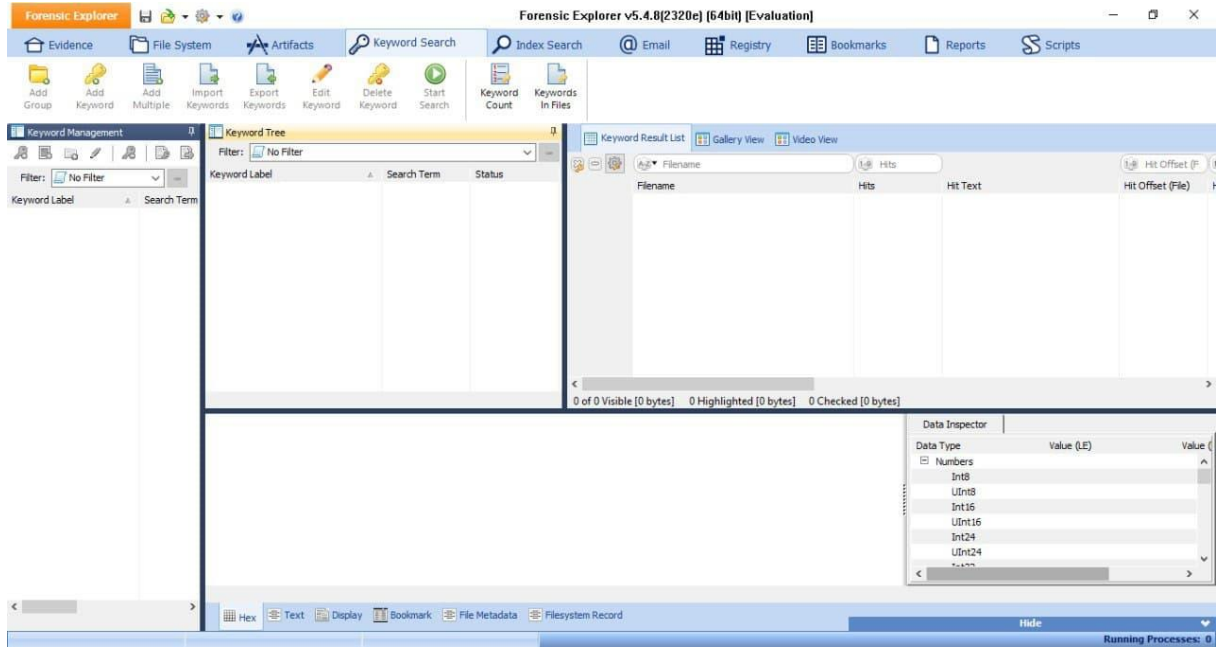 Forensic Explorer
Forensic Explorer v5.4.8(2320e) (64bit) [Evaluation]
Evidence File System Artifacts Keyword Search Index Search Email Registry Bookmarks Reports Scripts
Add Group
Add Keyword
Add Multiple
Import Keywords
Export Keywords
Edit Keyword
Delete Keyword
Start Search
Keyword Count
Keywords In Files
Keyword Management
Filter: No Filter
Keyword Label Search Term
Keyword Tree
Filter: No Filter
Keyword Label Search Term Status
Keyword Result List Gallery View Video View
Filename Hits Hit Offset (F
Filename Hits Hit Text Hit Offset (File)
0 of 0 Visible [0 bytes] 0 Highlighted [0 bytes] 0 Checked [0 bytes]
Data Inspector
Data Type Value (LE) Value (
Numbers
Int8
UInt8
Int16
UInt16
Int24
UInt24
Hex Text Display Bookmark File Metadata Filesystem Record
Hide
Running Processes: 0